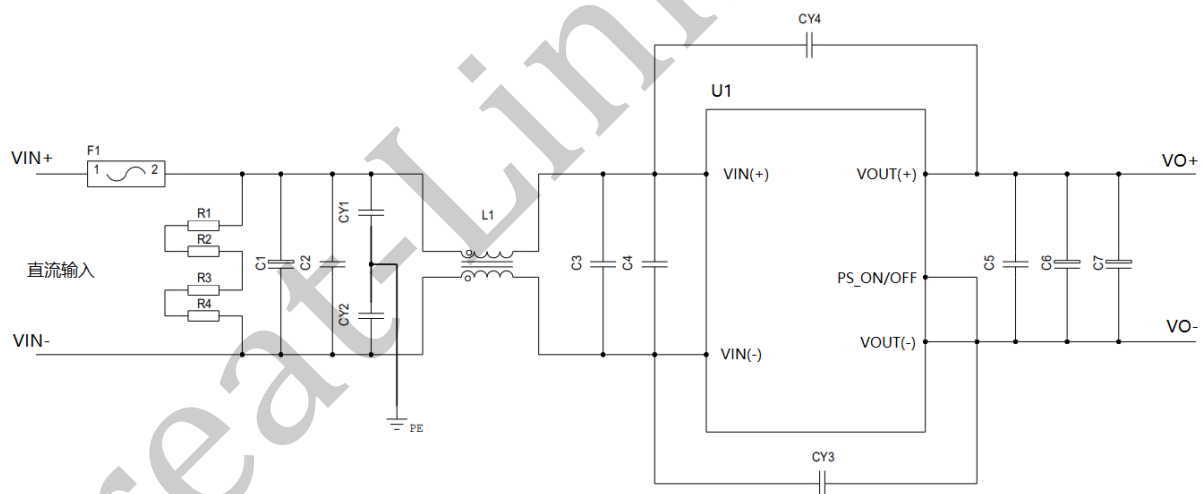 CY4
U1
VIN+
F1
1 2
VIN(+)
VOUT(+)
VO+
R1
R2
R3
R4
直流输入
C1
C2
CY1
CY2
L1
C3
C4
PS_ON/OFF
C5
C6
C7
VIN-
VIN(-)
VOUT(-)
VO-
PE
CY3